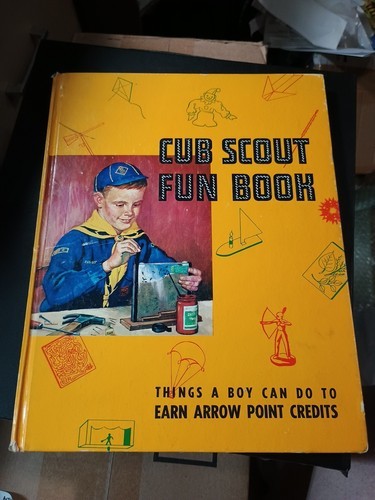 CUB SCOUT
FUN BOOK
THINGS A BOY CAN DO TO
EARN ARROW POINT CREDITS